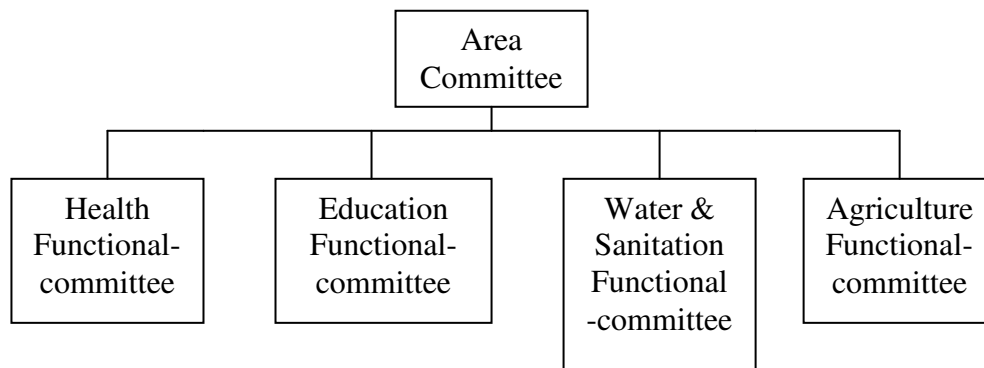 Area
Committee
Health
Functional-
committee
Education
Functional-
committee
Water &
Sanitation
Functional
-committee
Agriculture
Functional-
committee